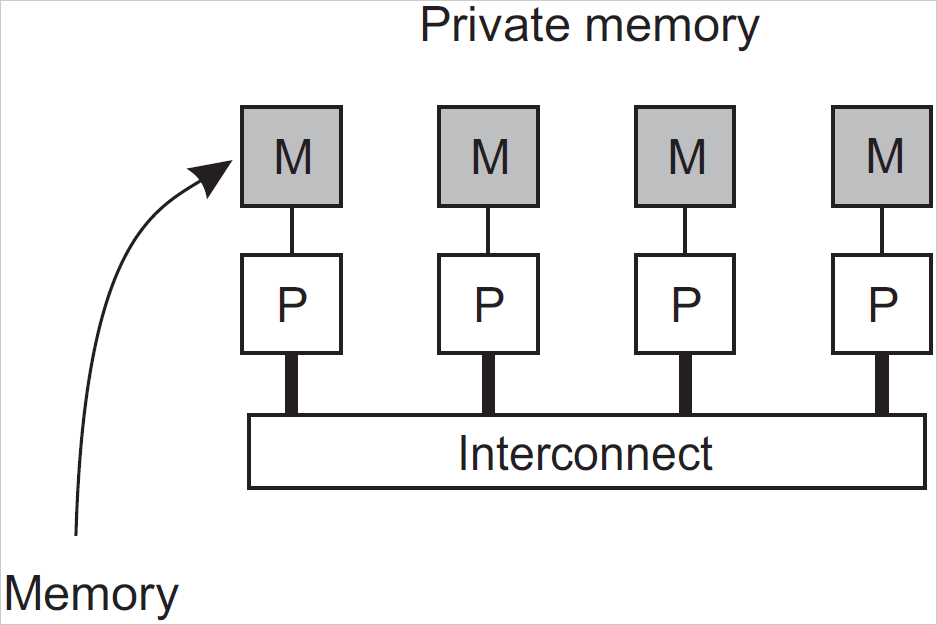 Private memory
M M M M
P P P P
Interconnect
Memory